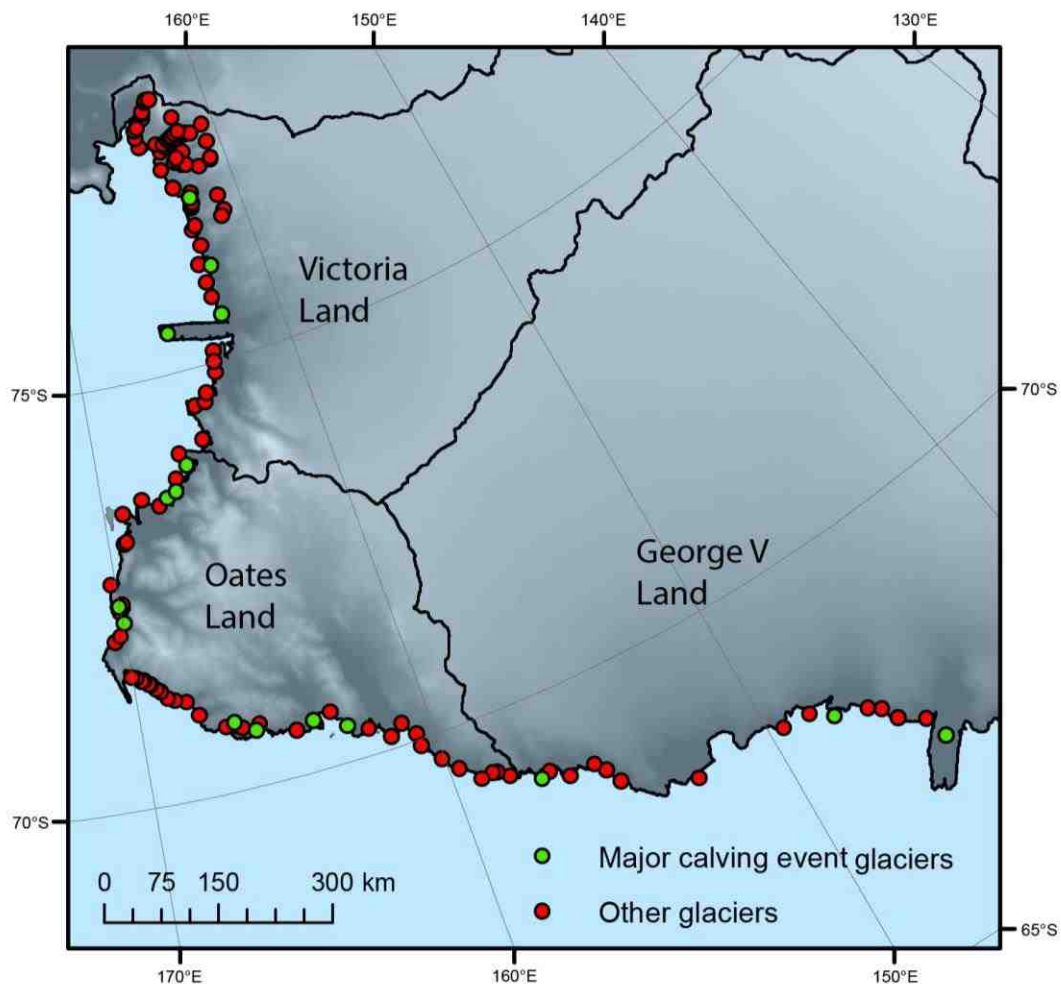 160°E 150°E 140°E 130°E
Victoria
Land
75°S
70°S
George V
Land
Oates
Land
70°S
Major calving event glaciers
0 75 150 300 km
Other glaciers
65°S
170°E 160°E 150°E